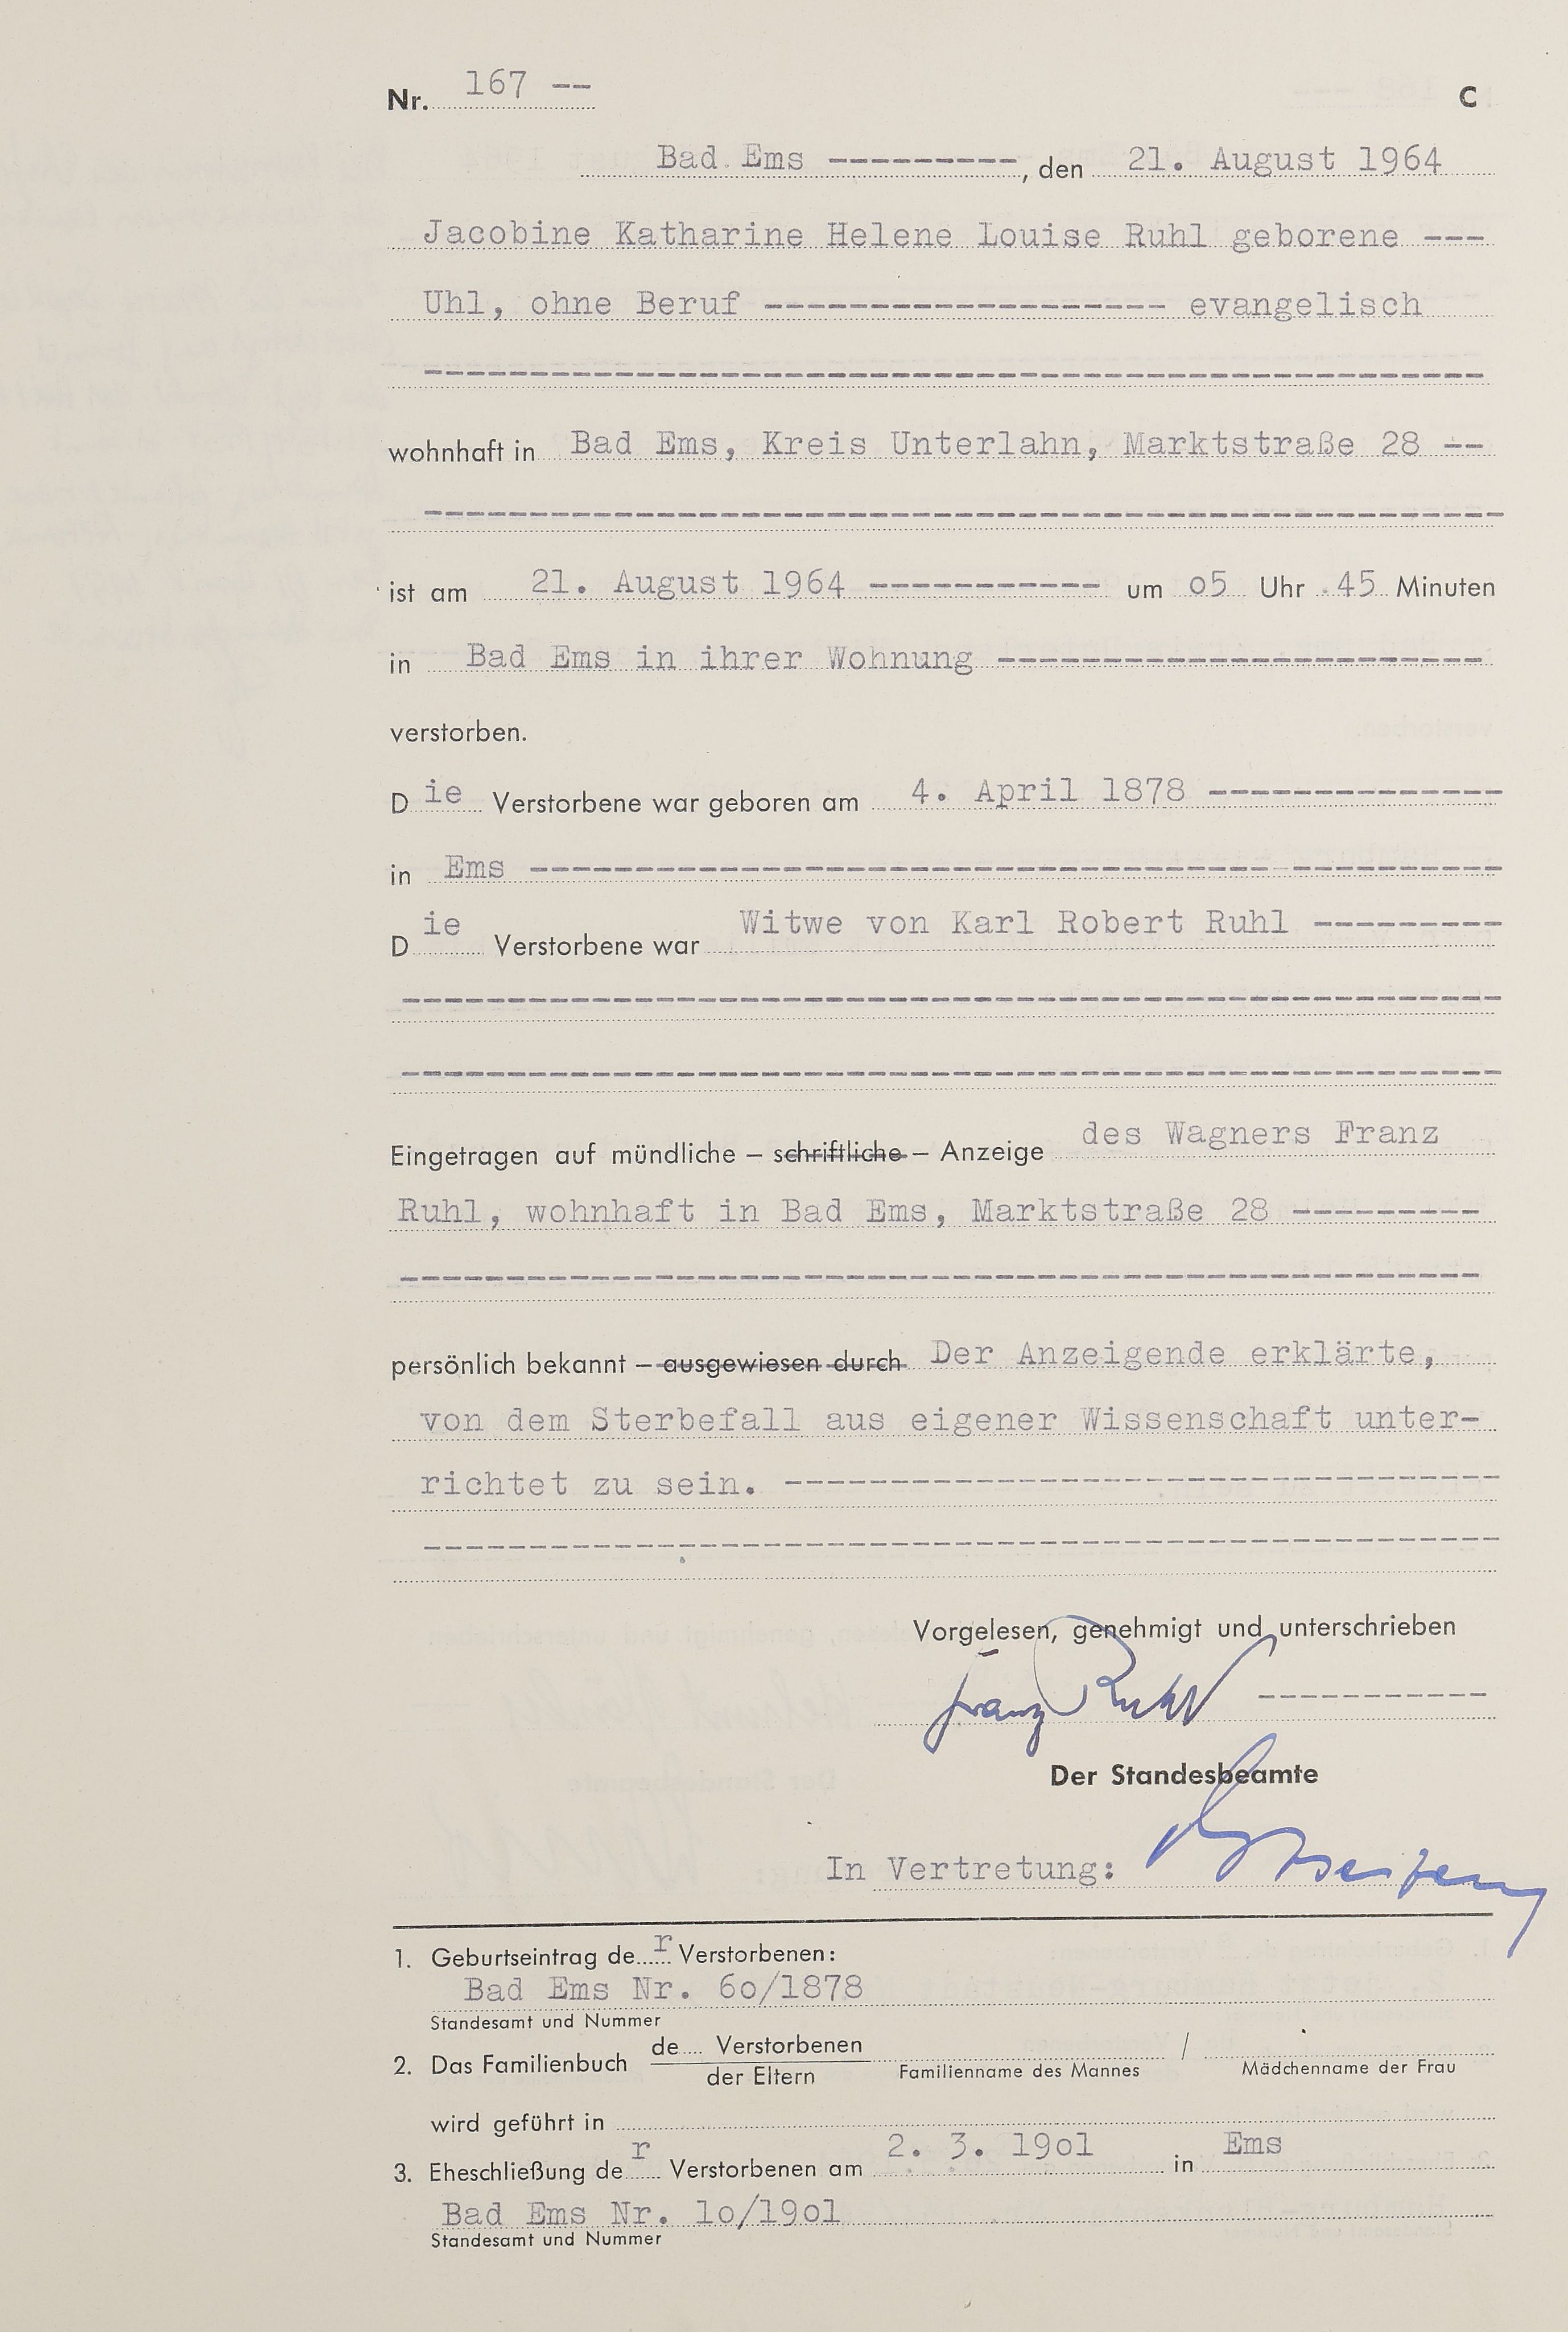 Nr. 167 --
C
Bad Ems ---------, den 21. August 1964
Jacobine Katharine Helene Louise Ruhl geborene ---
Uhl, ohne Beruf ------------------- evangelisch
wohnhaft in Bad Ems, Kreis Unterlahn, Marktstraße 28 --
ist am 21. August 1964 ----------- um o5 Uhr 45 Minuten
in Bad Ems in ihrer Wohnung -----------------------
verstorben.
Die Verstorbene war geboren am 4. April 1878 --------------
in Ems ----------------------------------------------
Die Verstorbene war Witwe von Karl Robert Ruhl ---------
Eingetragen auf mündliche – schriftliche – Anzeige des Wagners Franz
Ruhl, wohnhaft in Bad Ems, Marktstraße 28 ---------
persönlich bekannt – ausgewiesen durch Der Anzeigende erklärte,
von dem Sterbefall aus eigener Wissenschaft unter-
richtet zu sein. ----------------------------------
Vorgelesen, genehmigt und unterschrieben
Franz Ruhl -----------
Der Standesbeamte
In Vertretung:
1. Geburtseintrag der Verstorbenen:
Bad Ems Nr. 6o/1878
Standesamt und Nummer
2. Das Familienbuch de.... Verstorbenen / 
der Eltern Familienname des Mannes Mädchenname der Frau
wird geführt in
3. Eheschließung der Verstorbenen am 2. 3. 19o1 in Ems
Bad Ems Nr. 1o/19o1
Standesamt und Nummer